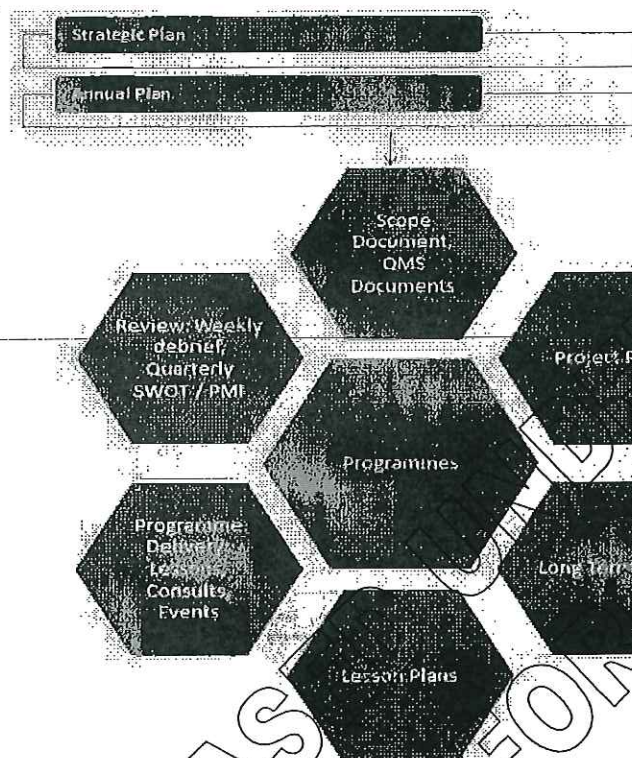 Strategic Plan
Annual Plan
Scope
Document,
QMS
Documents
Review: Weekly
debrief,
Quarterly
SWOT / PMI
Project P
Programmes
Programme
Delivery:
Lessons,
Consults,
Events
Long Term
Lesson Plans